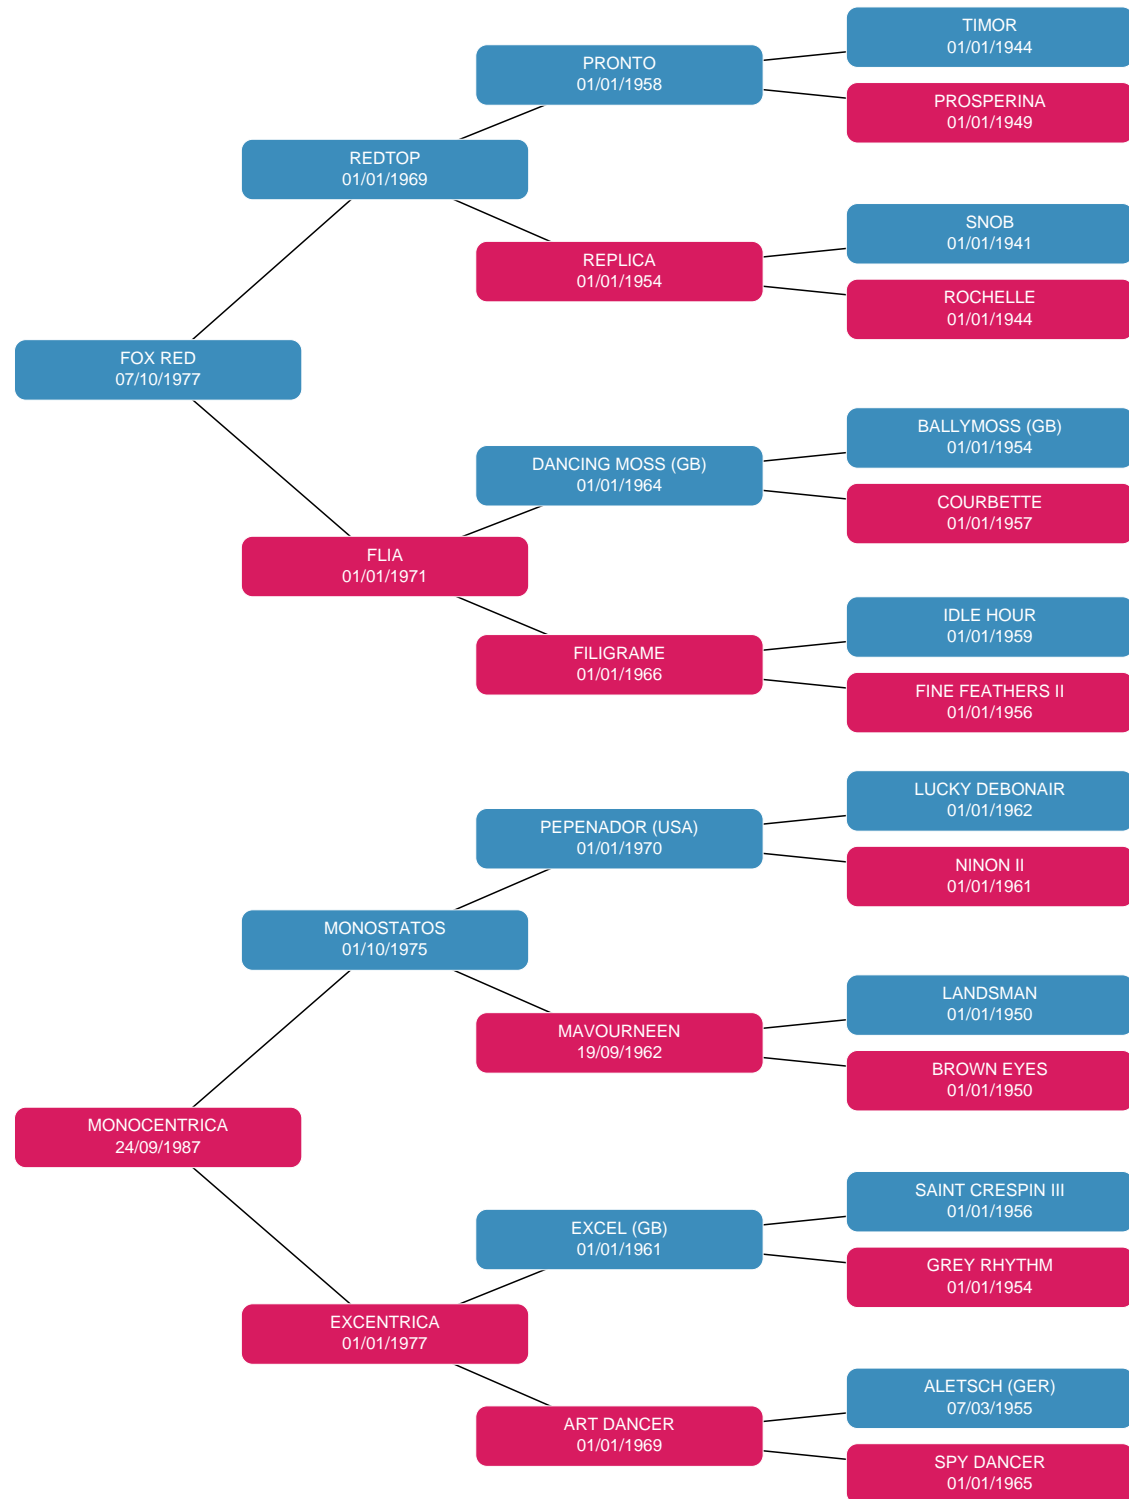 TIMOR
01/01/1944
PRONTO
01/01/1958
PROSPERINA
01/01/1949
REDTOP
01/01/1969
SNOB
01/01/1941
REPLICA
01/01/1954
ROCHELLE
01/01/1944
FOX RED
07/10/1977
BALLYMOSS (GB)
01/01/1954
DANCING MOSS (GB)
01/01/1964
COURBETTE
01/01/1957
FLIA
01/01/1971
IDLE HOUR
01/01/1959
FILIGRAME
01/01/1966
FINE FEATHERS II
01/01/1956
LUCKY DEBONAIR
01/01/1962
PEPENADOR (USA)
01/01/1970
NINON II
01/01/1961
MONOSTATOS
01/10/1975
LANDSMAN
01/01/1950
MAVOURNEEN
19/09/1962
BROWN EYES
01/01/1950
MONOCENTRICA
24/09/1987
SAINT CRESPIN III
01/01/1956
EXCEL (GB)
01/01/1961
GREY RHYTHM
01/01/1954
EXCENTRICA
01/01/1977
ALETSCH (GER)
07/03/1955
ART DANCER
01/01/1969
SPY DANCER
01/01/1965